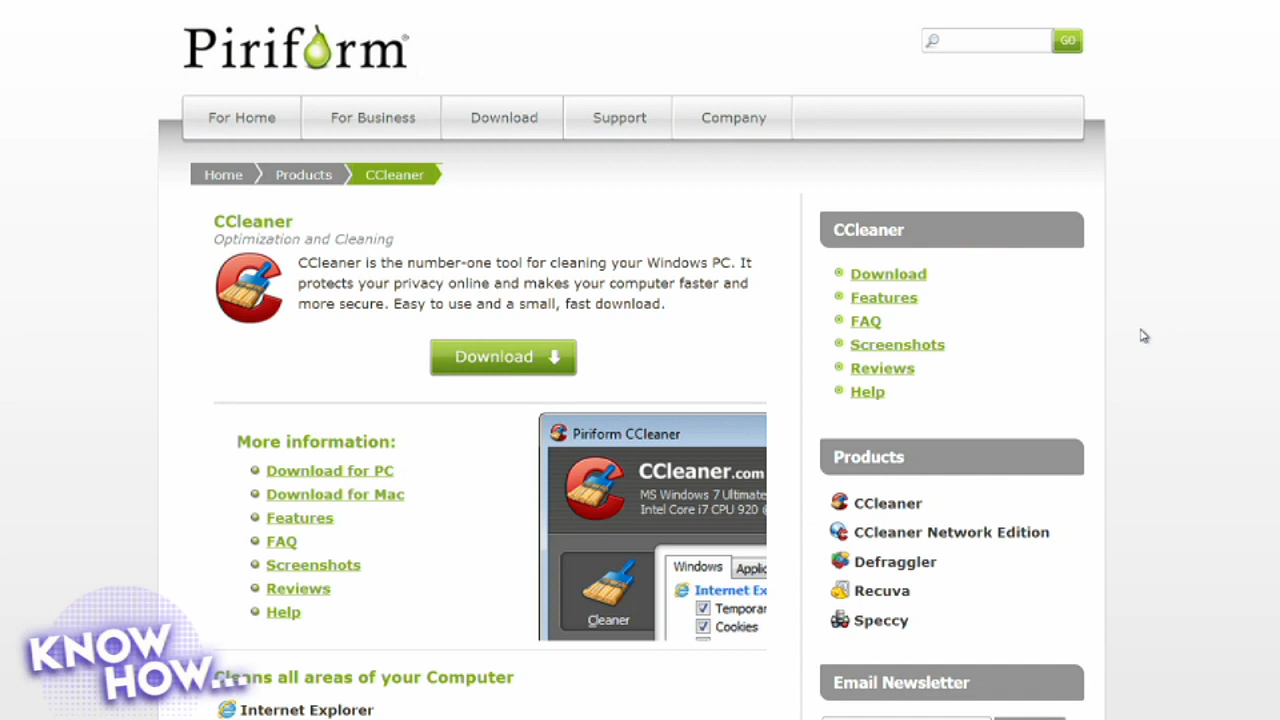 Piriform
GO
For Home
For Business
Download
Support
Company
Home
Products
CCleaner
CCleaner
Optimization and Cleaning
CCleaner is the number-one tool for cleaning your Windows PC. It
protects your privacy online and makes your computer faster and
more secure. Easy to use and a small, fast download.
Download
More information:
Download for PC
Download for Mac
Features
FAQ
Screenshots
Reviews
Help
Piriform CCleaner
CCleaner.com
MS Windows 7 Ultimate
Intel Core i7 CPU 920 @
Cleaner
Windows
Applic
Internet Ex
Temporar
Cookies
Cleans all areas of your Computer
Internet Explorer
CCleaner
Download
Features
FAQ
Screenshots
Reviews
Help
Products
CCleaner
CCleaner Network Edition
Defraggler
Recuva
Speccy
Email Newsletter
KNOW
HOW...